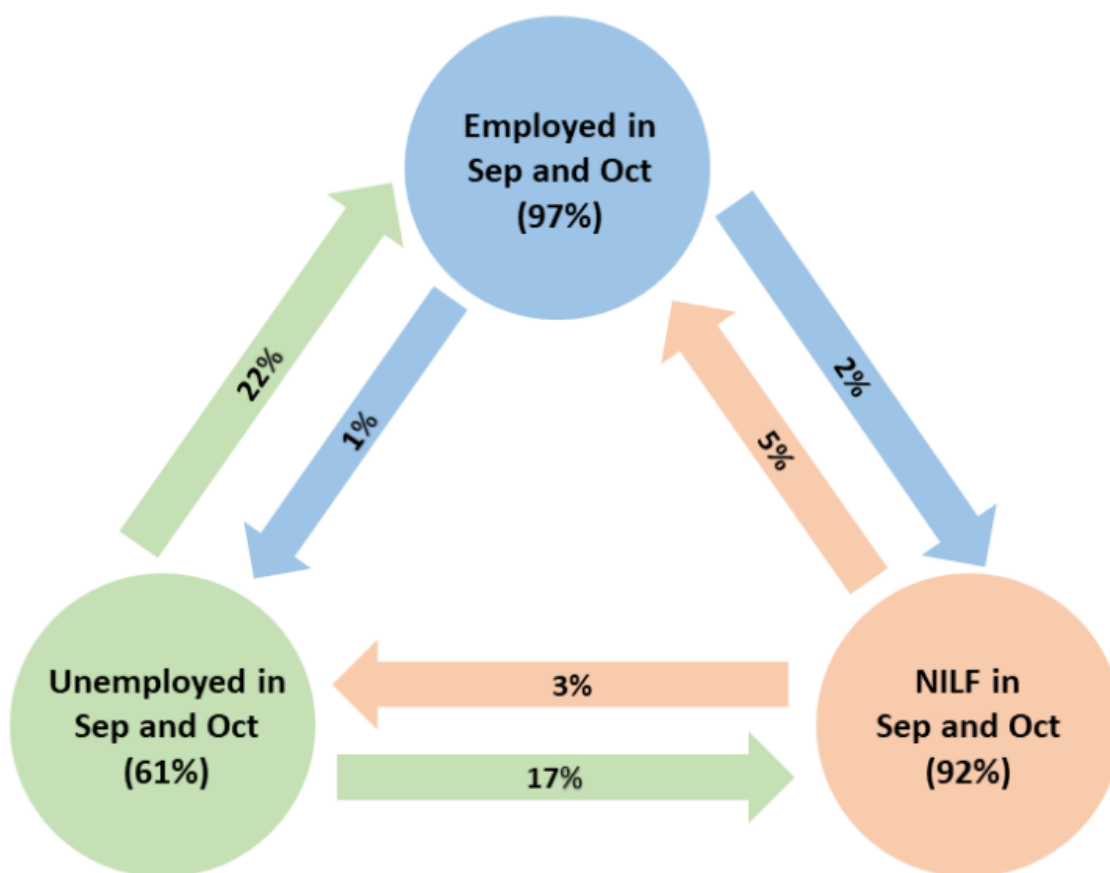 Employed in
Sep and Oct
(97%)
22%
1%
2%
5%
Unemployed in
Sep and Oct
(61%)
3%
17%
NILF in
Sep and Oct
(92%)